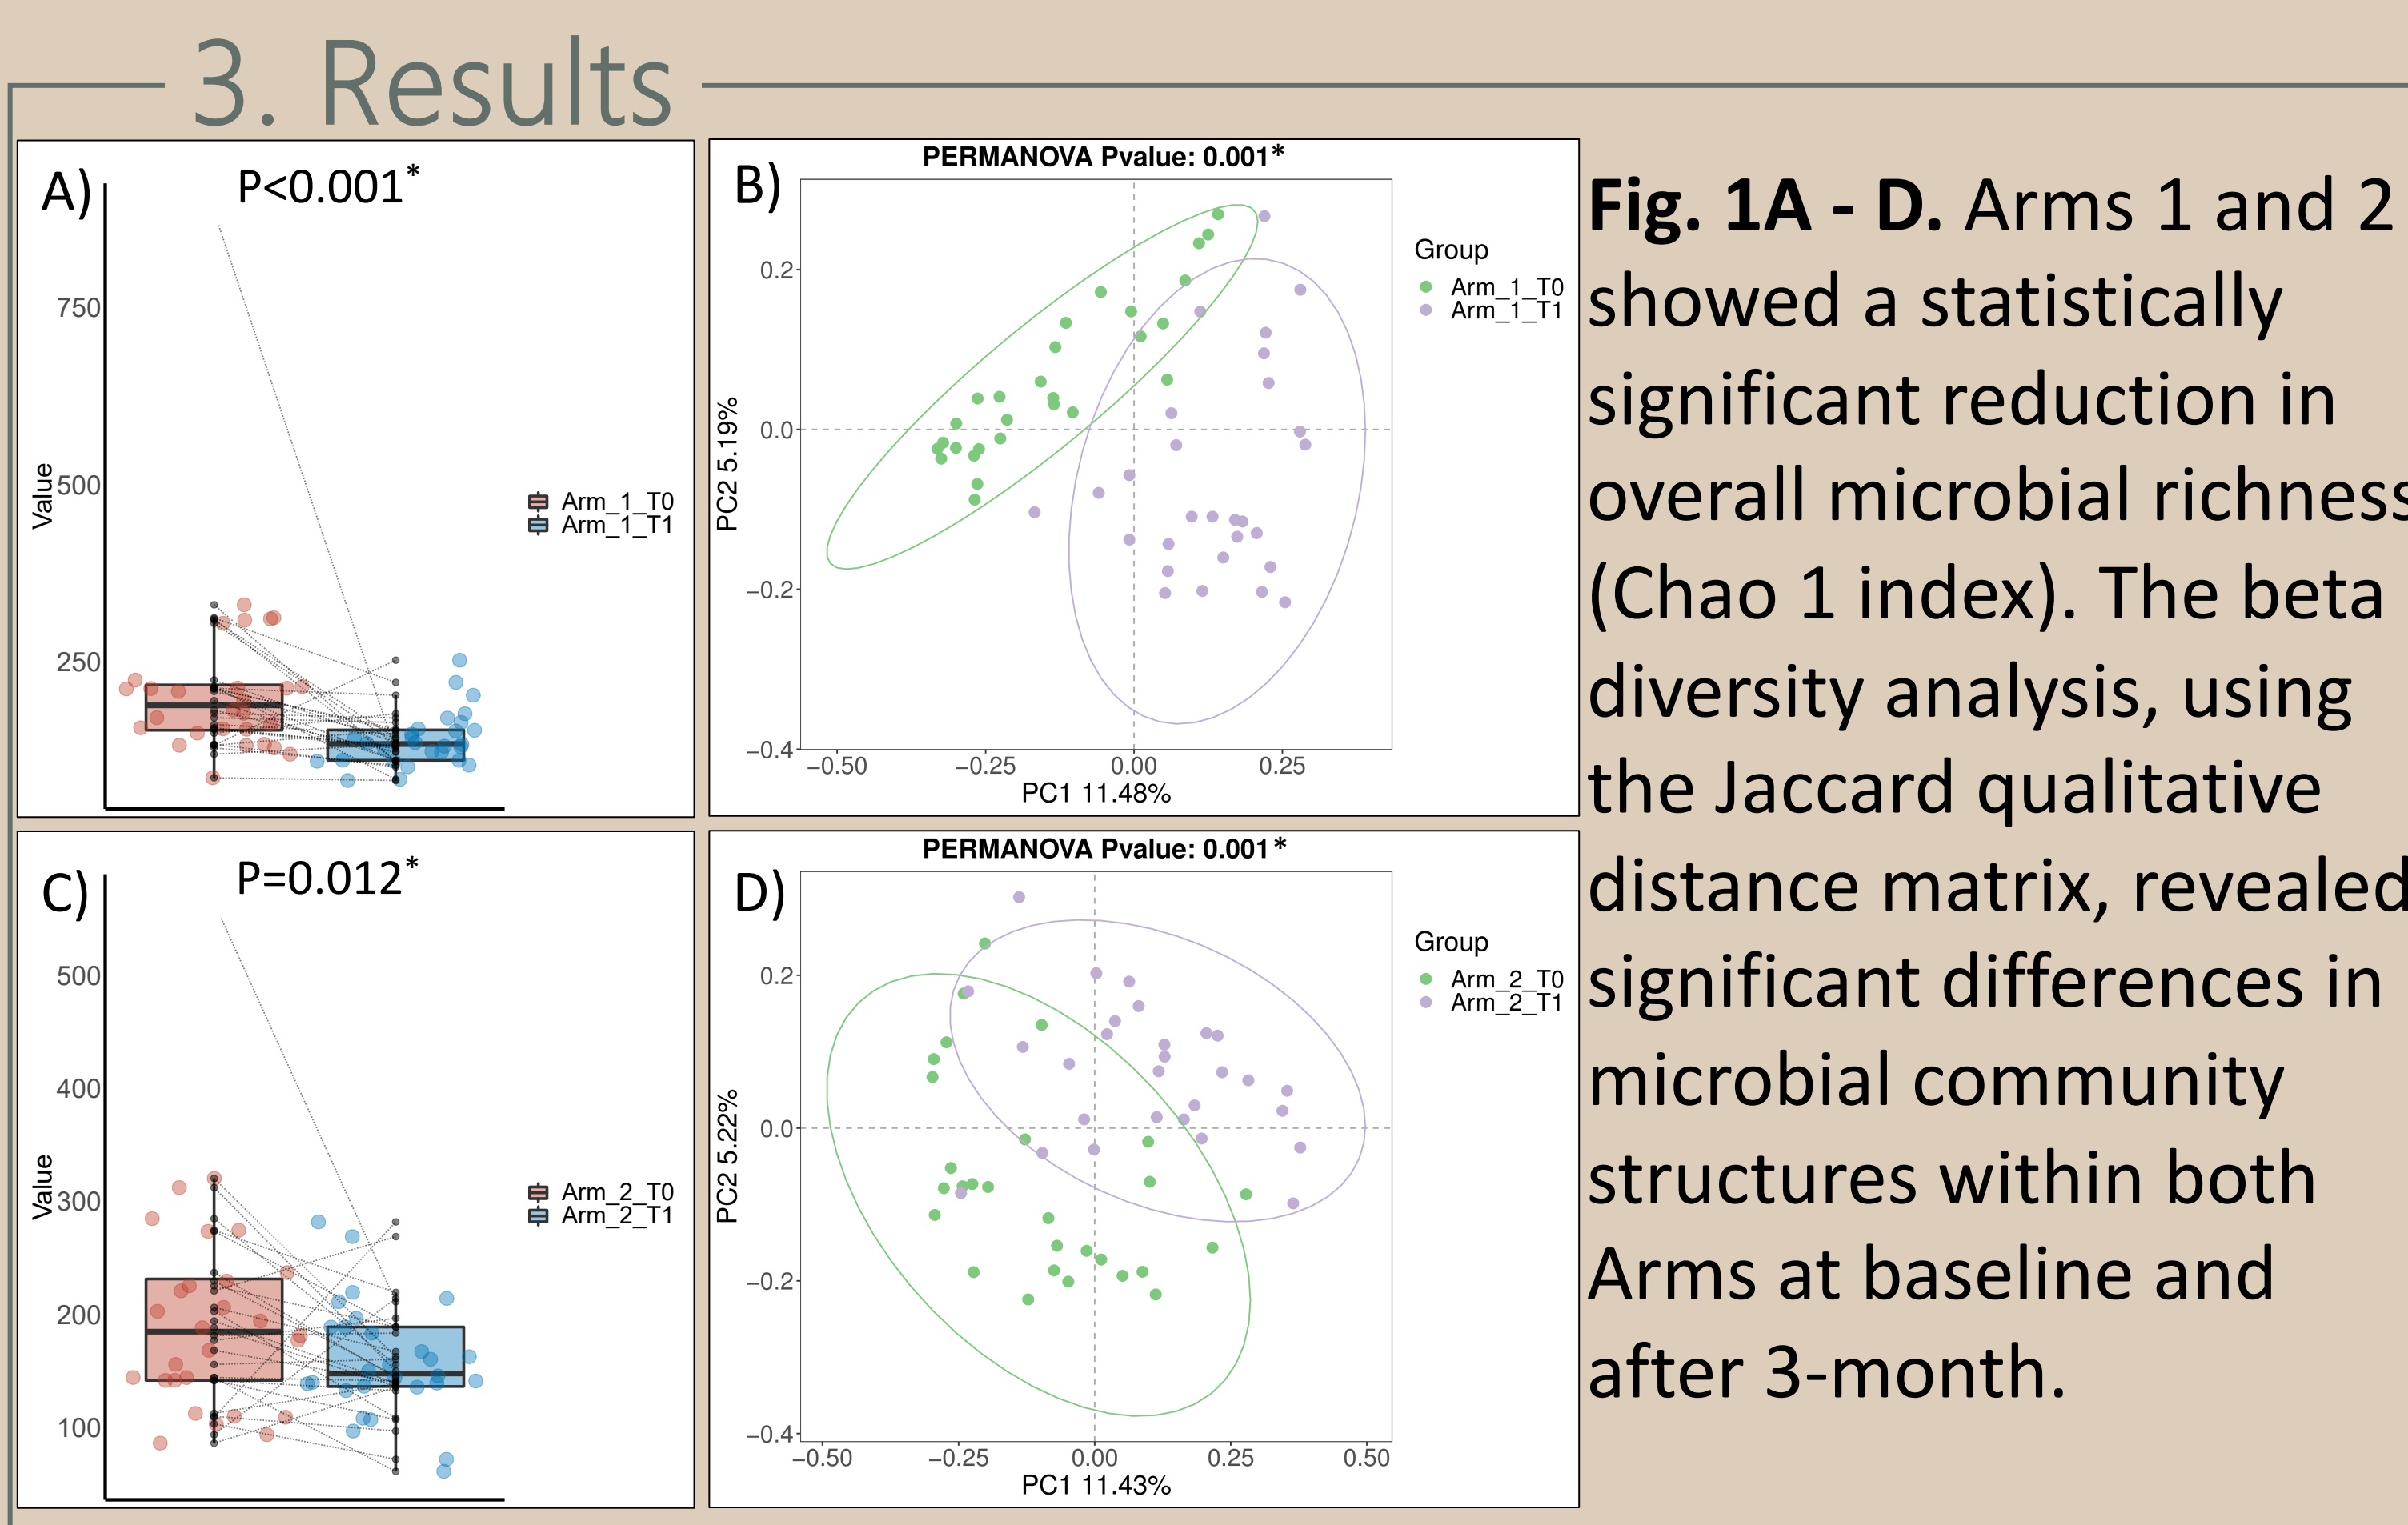 3. Results
A)
P<0.001*
750
500
250
Value
Arm_1_T0
Arm_1_T1
B)
PERMANOVA Pvalue: 0.001*
0.2
0.0
−0.2
−0.4
PC2 5.19%
−0.50
−0.25
0.00
0.25
PC1 11.48%
Group
Arm_1_T0
Arm_1_T1
C)
P=0.012*
500
400
300
200
100
Value
Arm_2_T0
Arm_2_T1
D)
PERMANOVA Pvalue: 0.001*
0.2
0.0
−0.2
−0.4
PC2 5.22%
−0.50
−0.25
0.00
0.25
0.50
PC1 11.43%
Group
Arm_2_T0
Arm_2_T1
Fig. 1A - D. Arms 1 and 2
showed a statistically
significant reduction in
overall microbial richness
(Chao 1 index). The beta
diversity analysis, using
the Jaccard qualitative
distance matrix, revealed
significant differences in
microbial community
structures within both
Arms at baseline and
after 3-month.